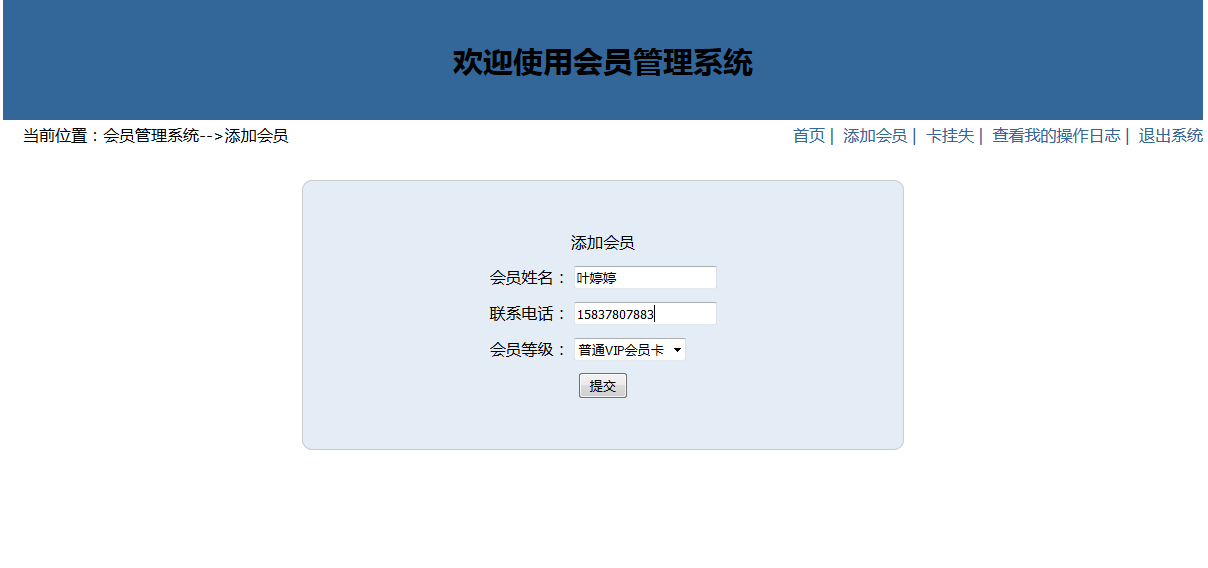 欢迎使用会员管理系统
当前位置：会员管理系统-->添加会员
首页 | 添加会员 | 卡挂失 | 查看我的操作日志 | 退出系统
添加会员
会员姓名： 叶婷婷
联系电话： 15837807883
会员等级： 普通VIP会员卡
提交